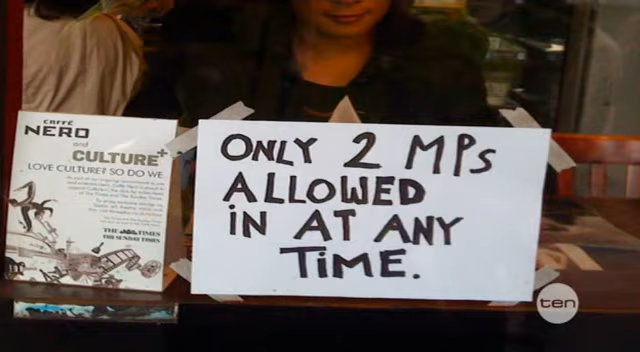 CAFFÈ
NERO
and
CULTURE+
LOVE CULTURE? SO DO WE
THE TIMES
THE SUNDAY TIMES
ONLY 2 MPs
ALLOWED
iN AT ANY
TiME.
ten